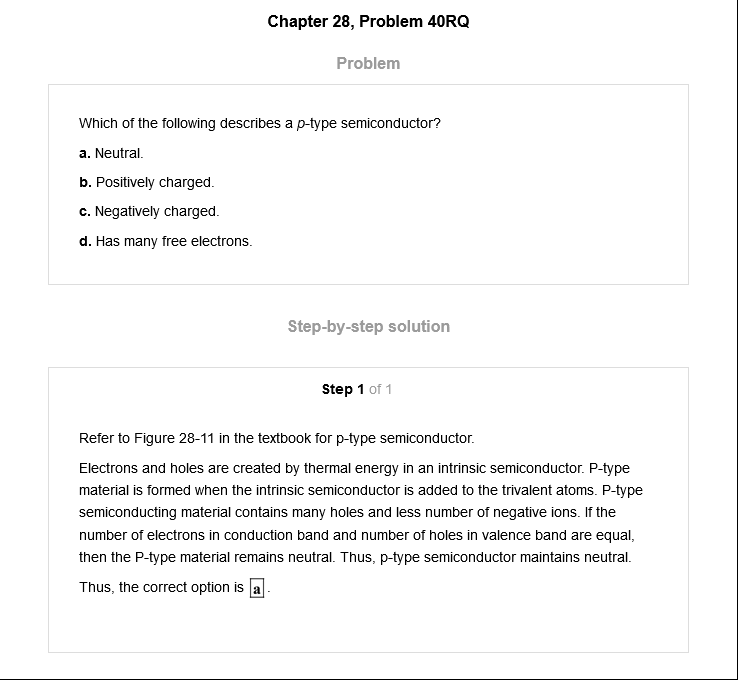 Chapter 28, Problem 40RQ
Problem
Which of the following describes a p-type semiconductor?
a. Neutral.
b. Positively charged.
c. Negatively charged.
d. Has many free electrons.
Step-by-step solution
Step 1 of 1
Refer to Figure 28-11 in the textbook for p-type semiconductor.
Electrons and holes are created by thermal energy in an intrinsic semiconductor. P-type
material is formed when the intrinsic semiconductor is added to the trivalent atoms. P-type
semiconducting material contains many holes and less number of negative ions. If the
number of electrons in conduction band and number of holes in valence band are equal,
then the P-type material remains neutral. Thus, p-type semiconductor maintains neutral.
Thus, the correct option is a.